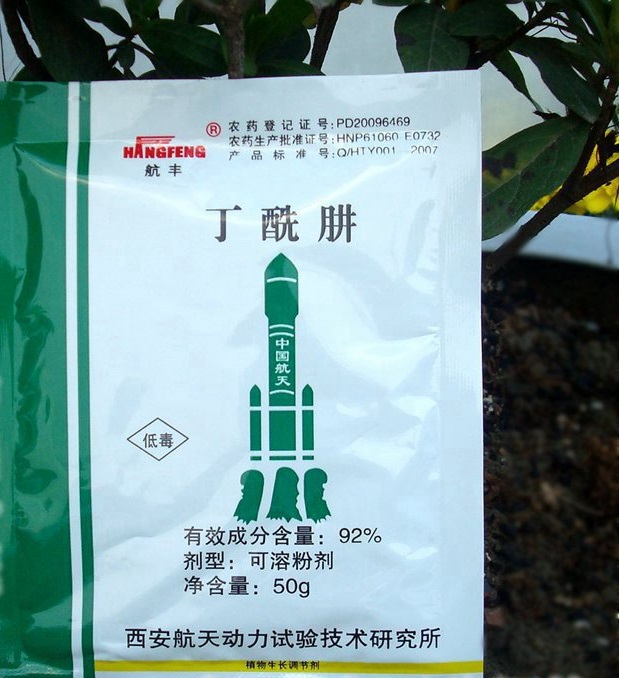 ®
农药登记证号:PD20096469
农药生产批准证号:HNP61060 E0732
产品标准号:Q/HTY001-2007
HANGFENG
航丰
丁酰肼
中国航天
低毒
有效成分含量：92%
剂型：可溶粉剂
净含量：50g
西安航天动力试验技术研究所
植物生长调节剂